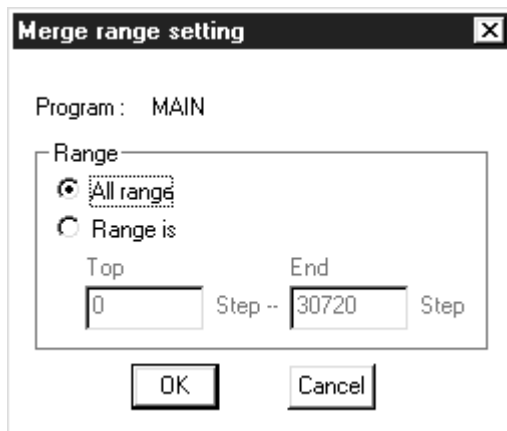 Merge range setting
Program : MAIN
Range
All range
Range is
Top End
0 Step -- 30720 Step
OK Cancel